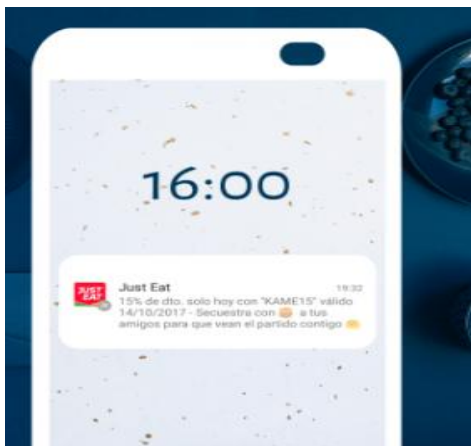 16:00
JUST
EAT
Just Eat 19:32
15% de dto. solo hoy con "KAME15" válido
14/10/2017 - Secuestra con 🍔 a tus
amigos para que vean el partido contigo